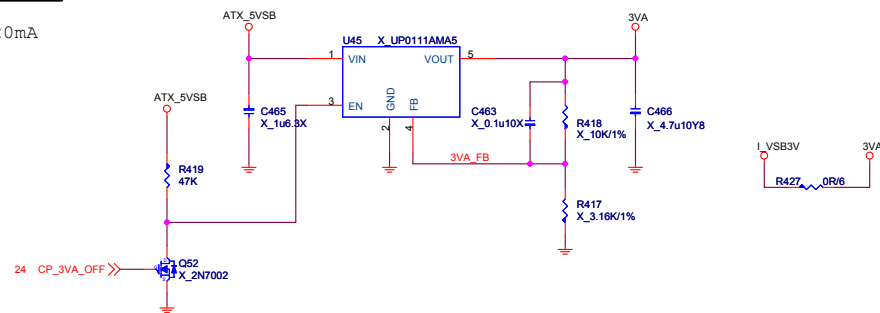 0mA
ATX_5VSB
U45 X_UP0111AMA5
3VA
1 VIN
VOUT 5
3 EN
GND
FB
2
4
ATX_5VSB
C465
X_1u6.3X
C463
X_0.1u10X
R418
X_10K/1%
C466
X_4.7u10Y8
3VA_FB
I_VSB3V
3VA
R427 0R/6
R419
47K
R417
X_3.16K/1%
24 CP_3VA_OFF
Q52
X_2N7002